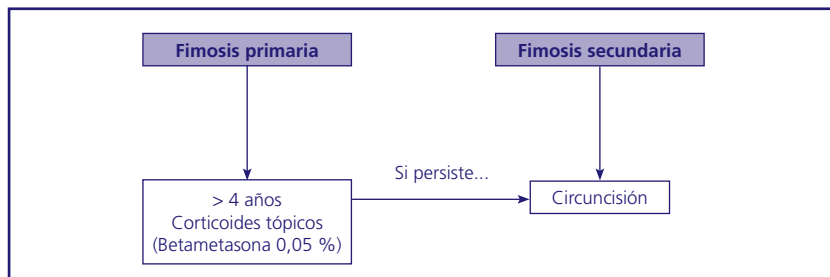 Fimosis primaria
Fimosis secundaria
Si persiste...
> 4 años
Corticoides tópicos
(Betametasona 0,05 %)
Circuncisión